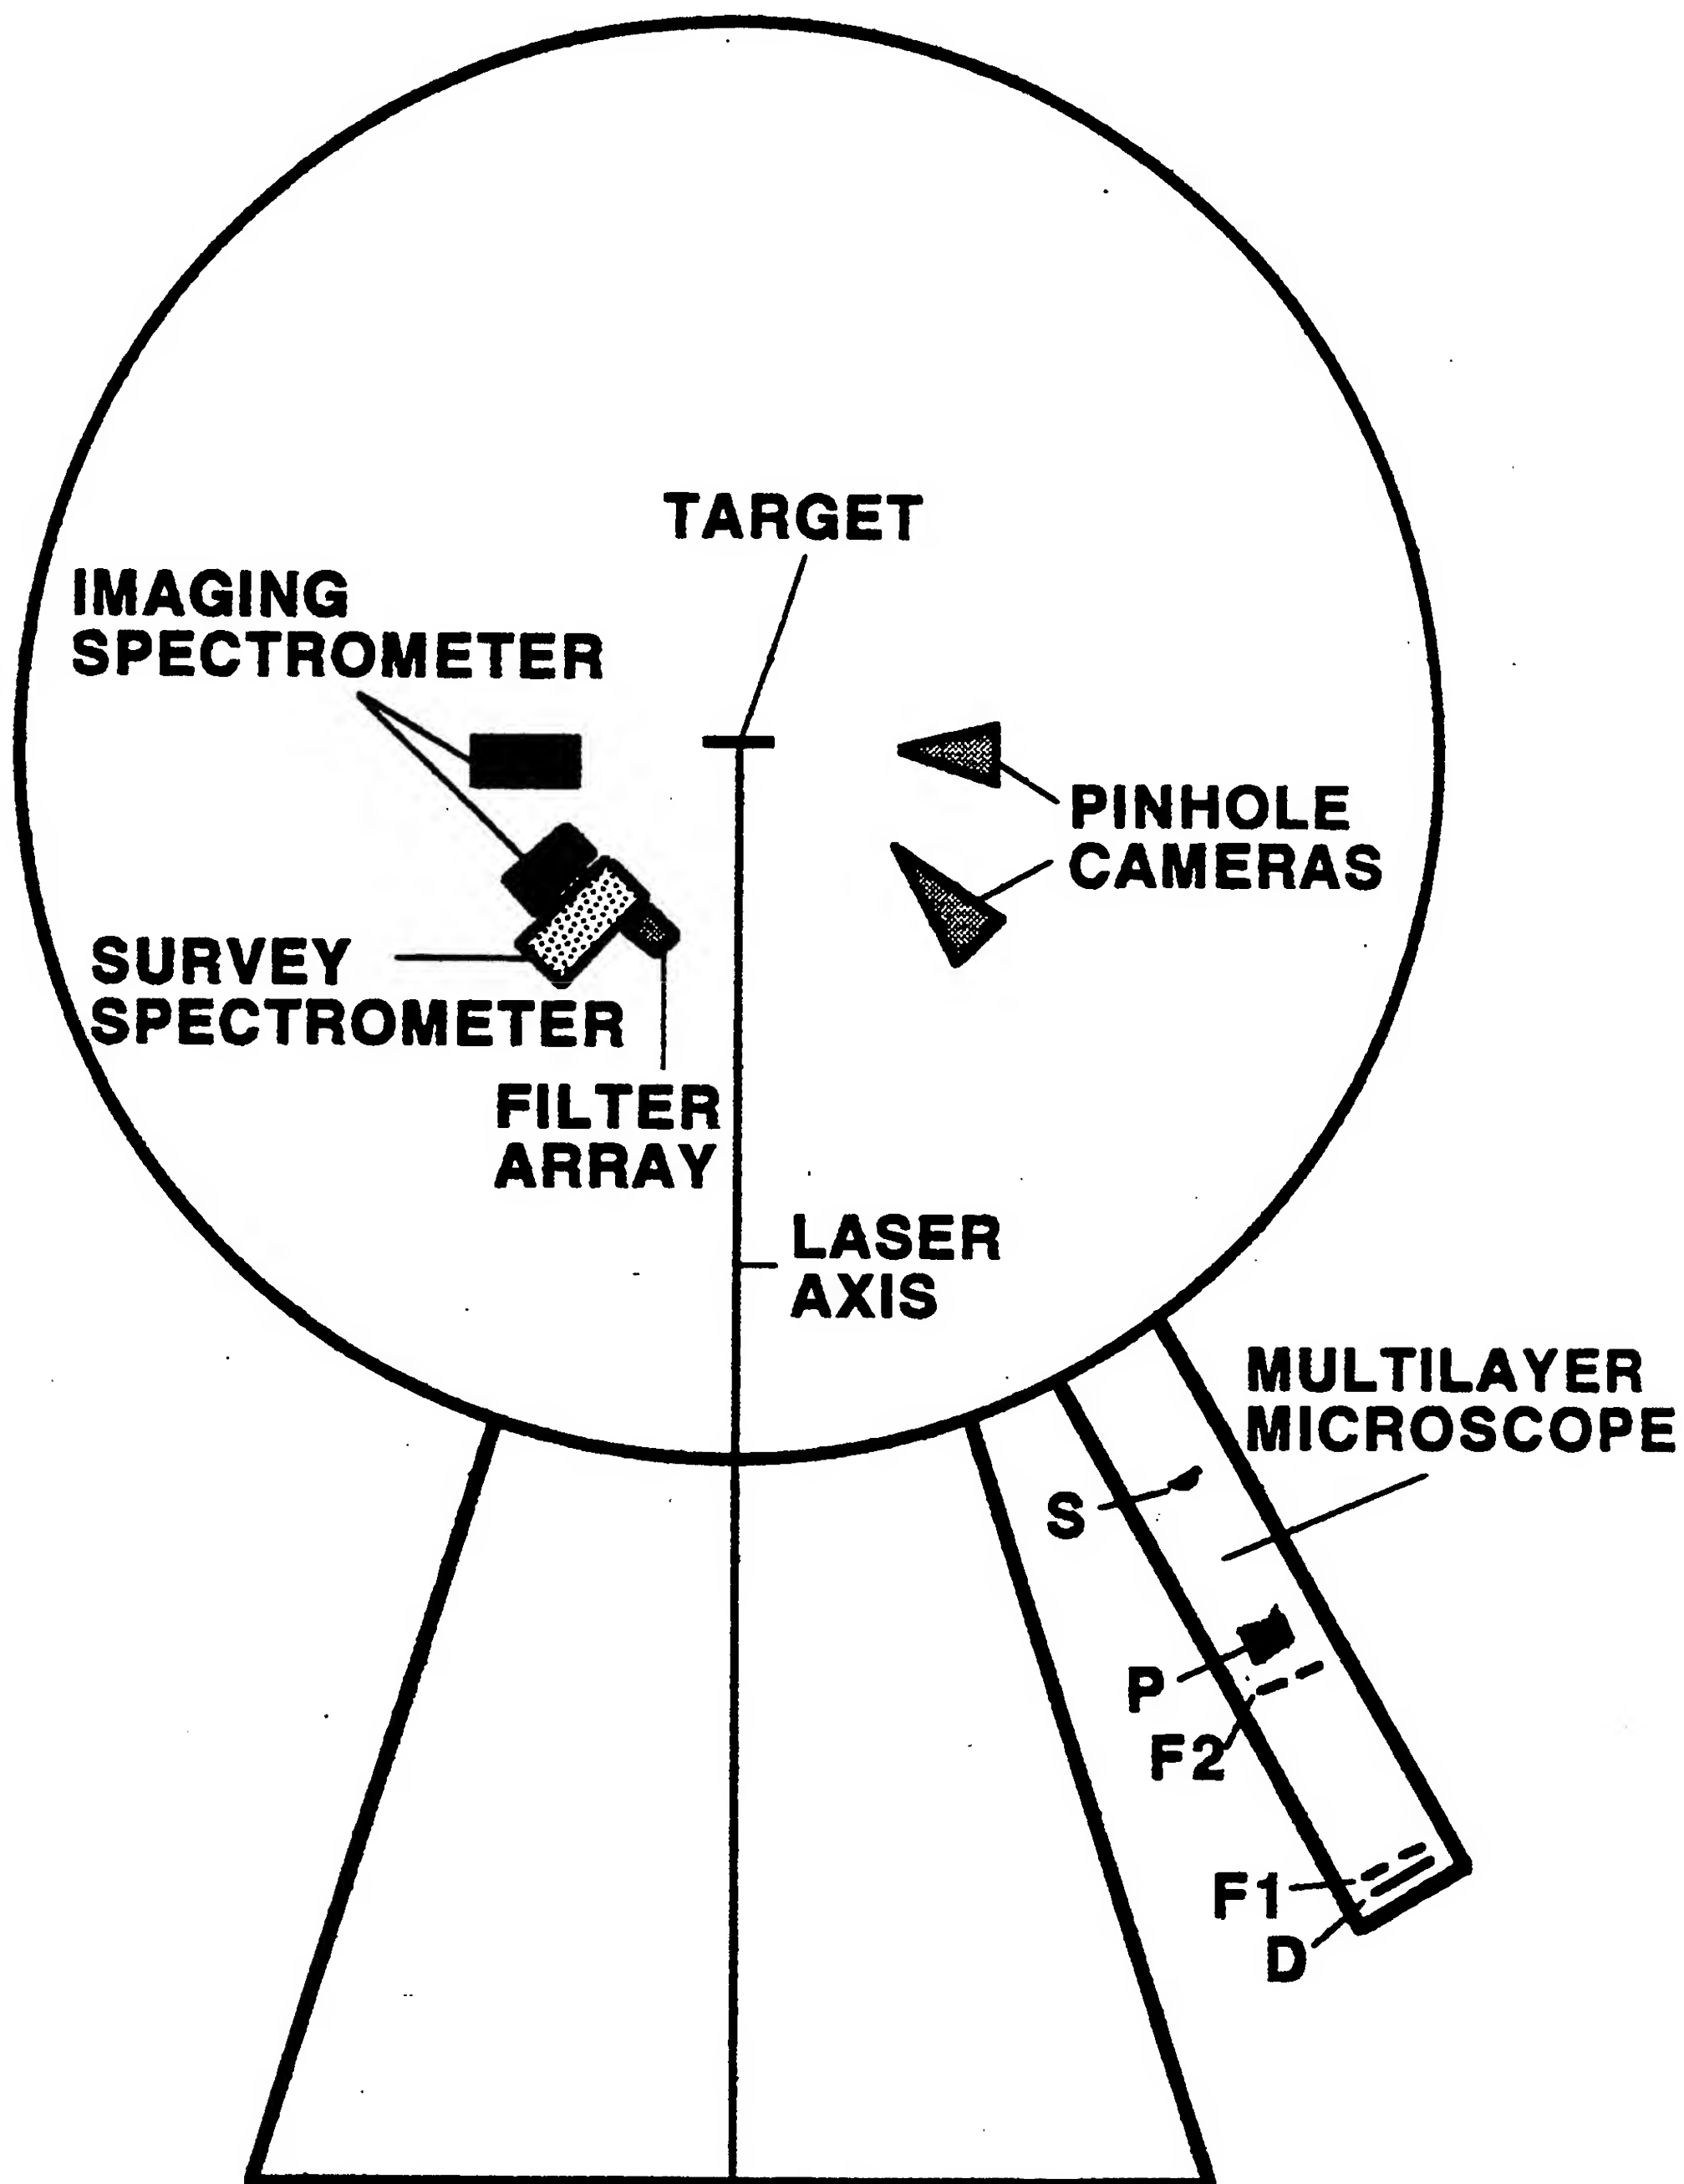 TARGET
IMAGING
SPECTROMETER
PINHOLE
CAMERAS
SURVEY
SPECTROMETER
FILTER
ARRAY
LASER
AXIS
MULTILAYER
MICROSCOPE
S
P
F2
F1
D